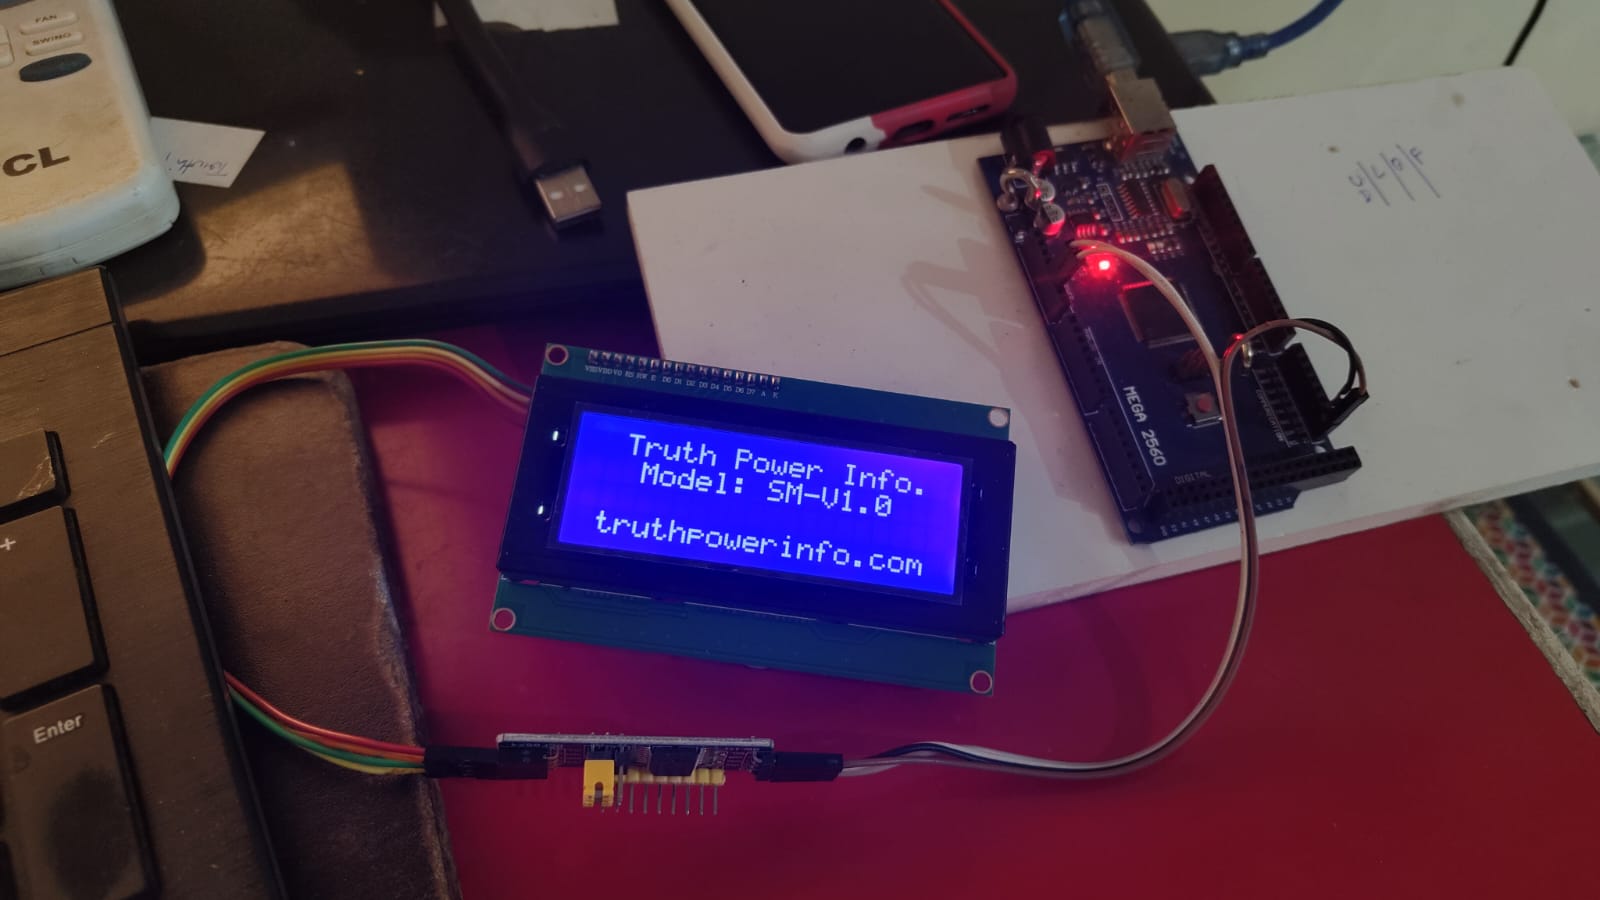 FAN
SWING
CL
Truth Power Info.
Model: SM-V1.0
truthpowerinfo.com
VSS VDD V0 RS RW E D0 D1 D2 D3 D4 D5 D6 D7 A K
MEGA 2560
DIGITAL
COMMUNICATION
+
Enter